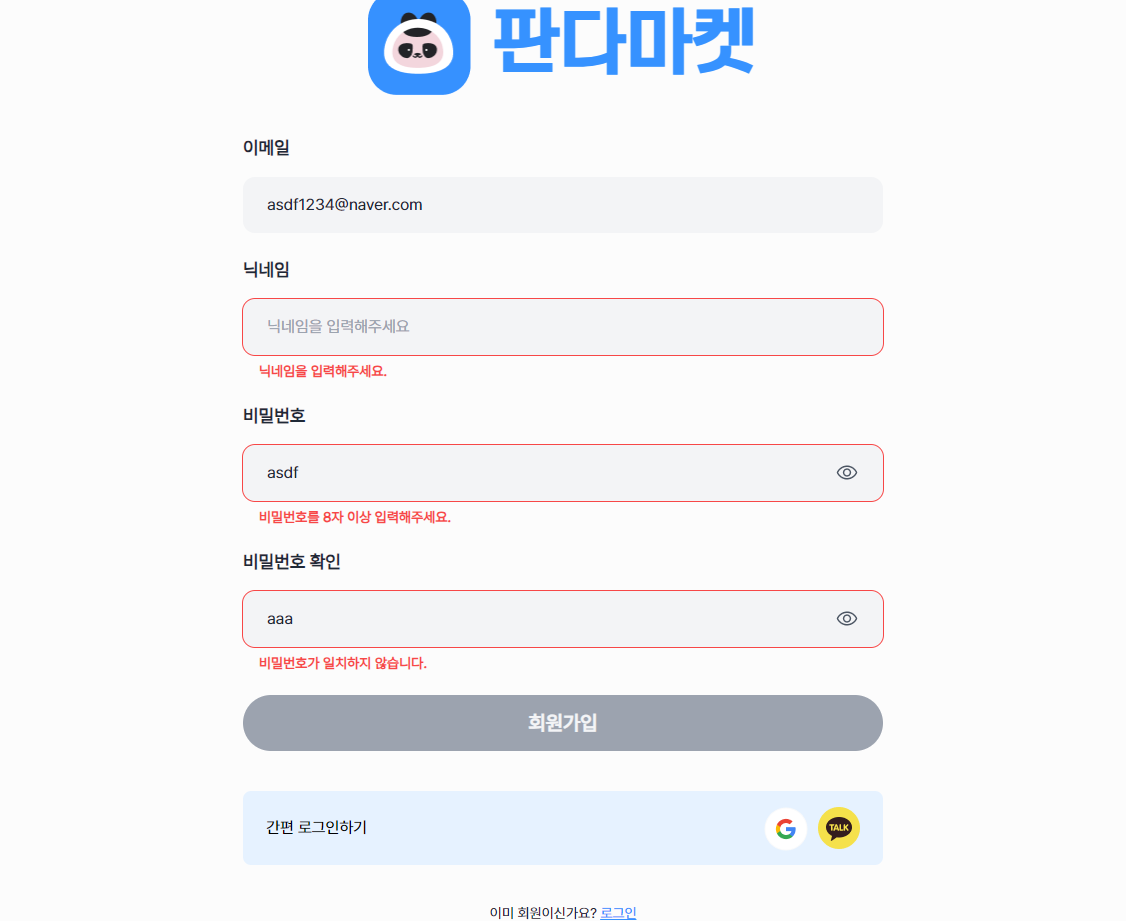 판다마켓
이메일
asdf1234@naver.com
닉네임
닉네임을 입력해주세요
닉네임을 입력해주세요.
비밀번호
asdf
비밀번호를 8자 이상 입력해주세요.
비밀번호 확인
aaa
비밀번호가 일치하지 않습니다.
회원가입
간편 로그인하기
TALK
이미 회원이신가요? 로그인